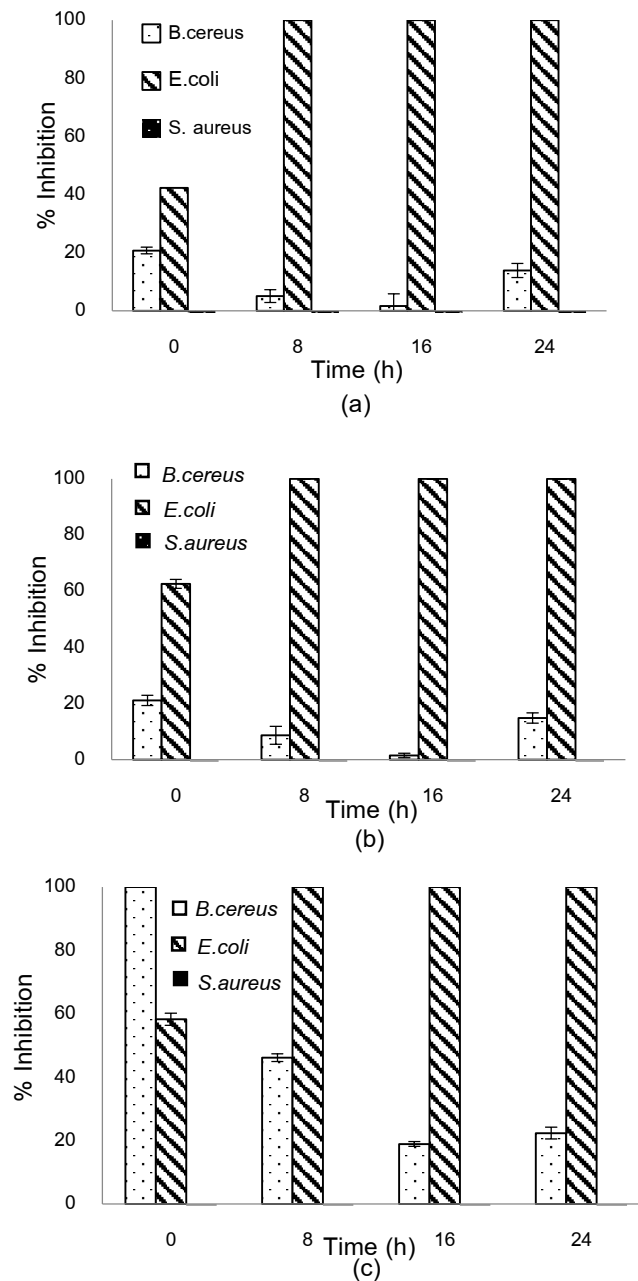 100
B.cereus
80
E.coli
60
S. aureus
40
20
0
% Inhibition
0 8 16 24
Time (h)
(a)
100
B.cereus
80
E.coli
S.aureus
60
40
20
0
% Inhibition
0 8 16 24
Time (h)
(b)
100
B.cereus
80
E.coli
S.aureus
60
40
20
0
% Inhibition
0 8 16 24
Time (h)
(c)